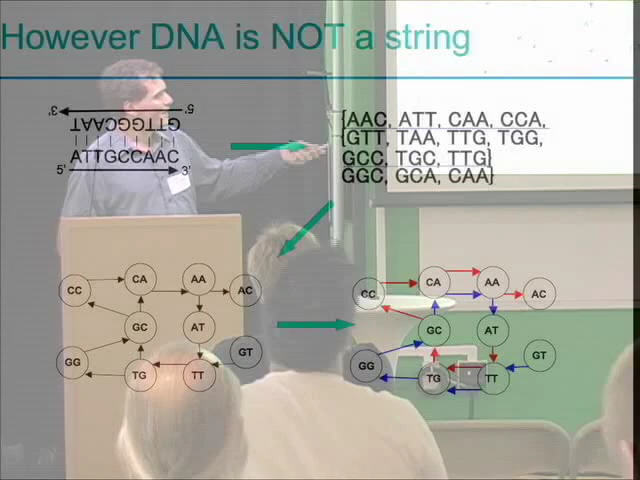 However DNA is NOT a string
3' 5'
TAACGGTTG
ATTGCCAAC
5' 3'
{AAC, ATT, CAA, CCA,
{GTT, TAA, TTG, TGG,
GCC, TGC, TTG}
GGC, GCA, CAA}
CC CA AA AC
GC AT
GG TG TT GT
CC CA AA AC
GC AT
GG TG TT GT